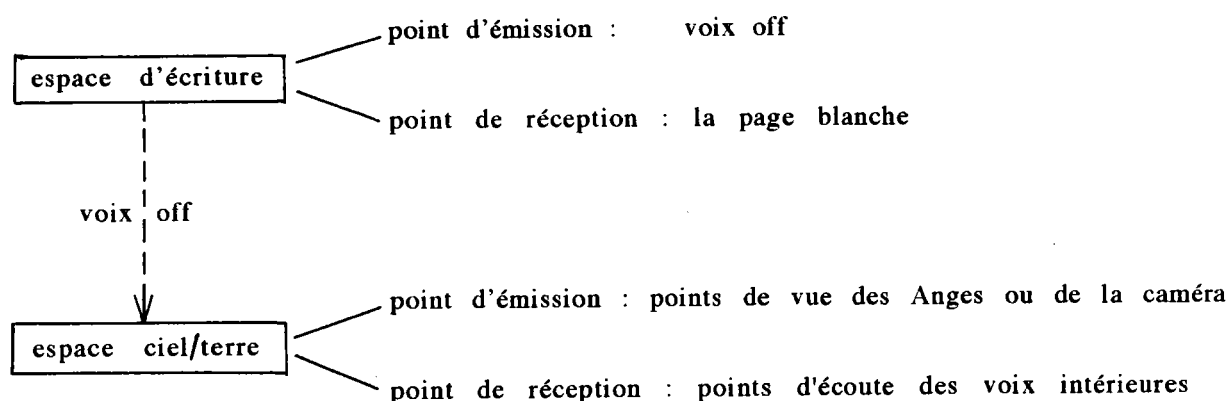 point d'émission : voix off
espace d'écriture
point de réception : la page blanche
voix off
point d'émission : points de vue des Anges ou de la caméra
espace ciel/terre
point de réception : points d'écoute des voix intérieures